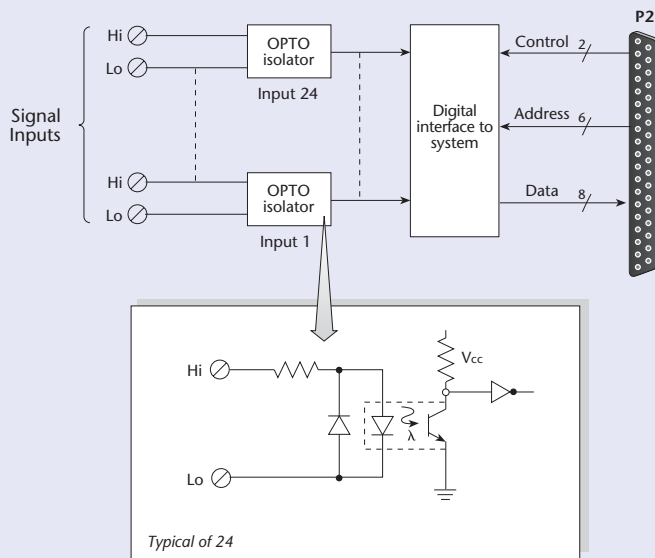 P2
Hi
OPTO
isolator
Control 2
Lo
Input 24
Signal
Inputs
Digital
interface to
system
Address 6
Hi
OPTO
isolator
Data 8
Lo
Input 1
Vcc
Hi
λ
Lo
Typical of 24